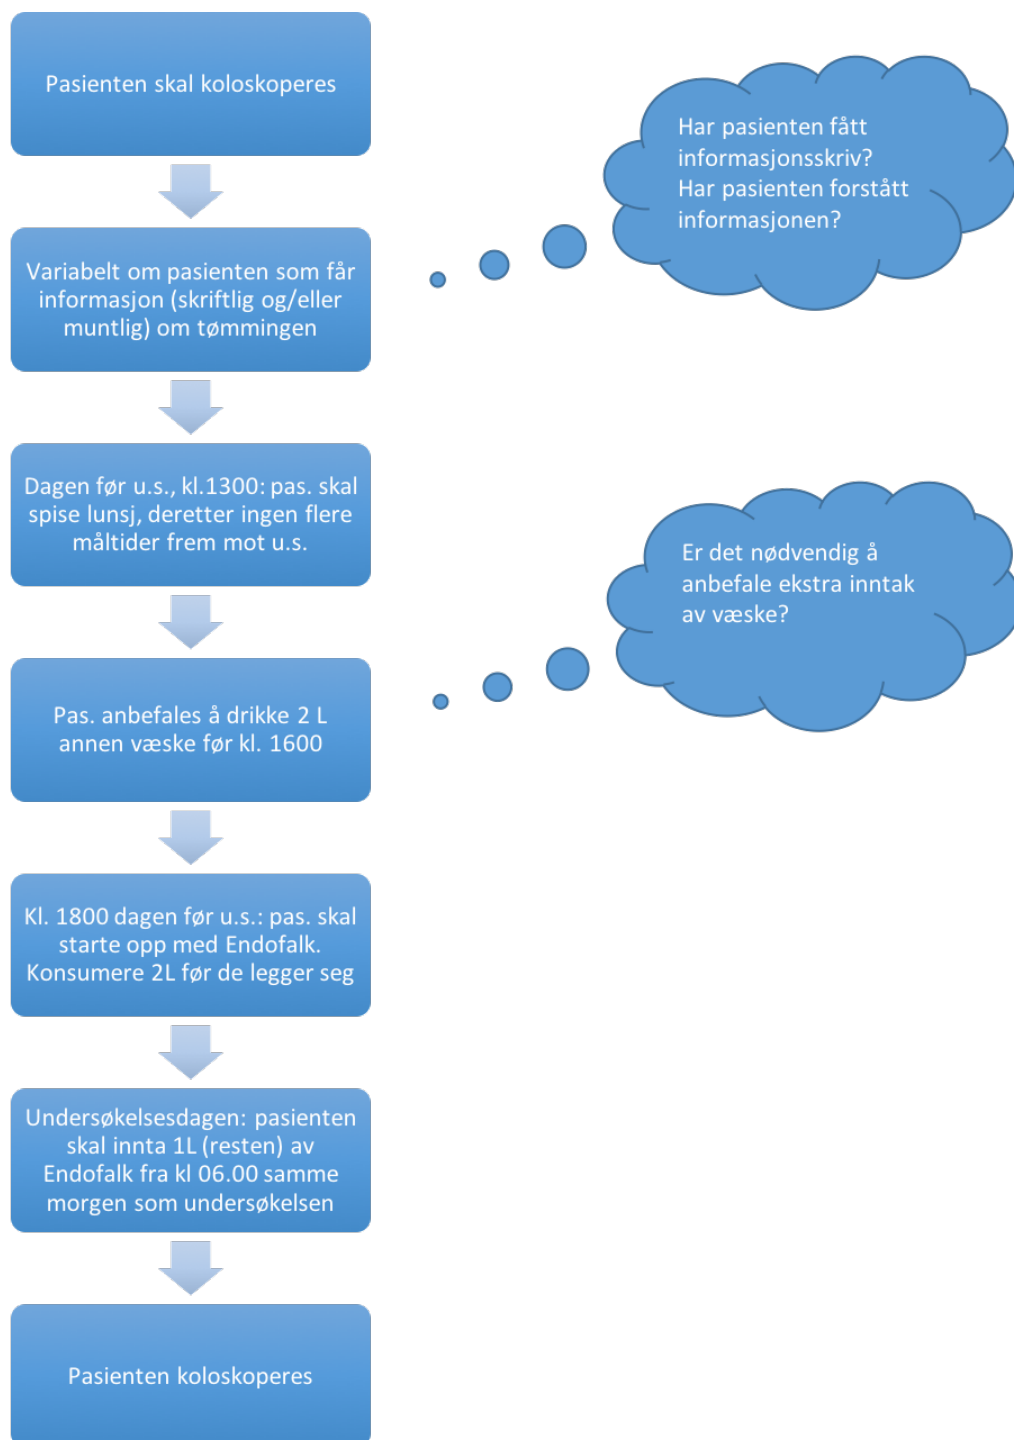 Pasienten skal koloskoperes
Har pasienten fått
informasjonsskriv?
Har pasienten forstått
informasjonen?
Variabelt om pasienten som får
informasjon (skriftlig og/eller
muntlig) om tømmingen
Dagen før u.s., kl.1300: pas. skal
spise lunsj, deretter ingen flere
måltider frem mot u.s.
Er det nødvendig å
anbefale ekstra inntak
av væske?
Pas. anbefales å drikke 2 L
annen væske før kl. 1600
Kl. 1800 dagen før u.s.: pas. skal
starte opp med Endofalk.
Konsumere 2L før de legger seg
Undersøkelsesdagen: pasienten
skal innta 1L (resten) av
Endofalk fra kl 06.00 samme
morgen som undersøkelsen
Pasienten koloskoperes